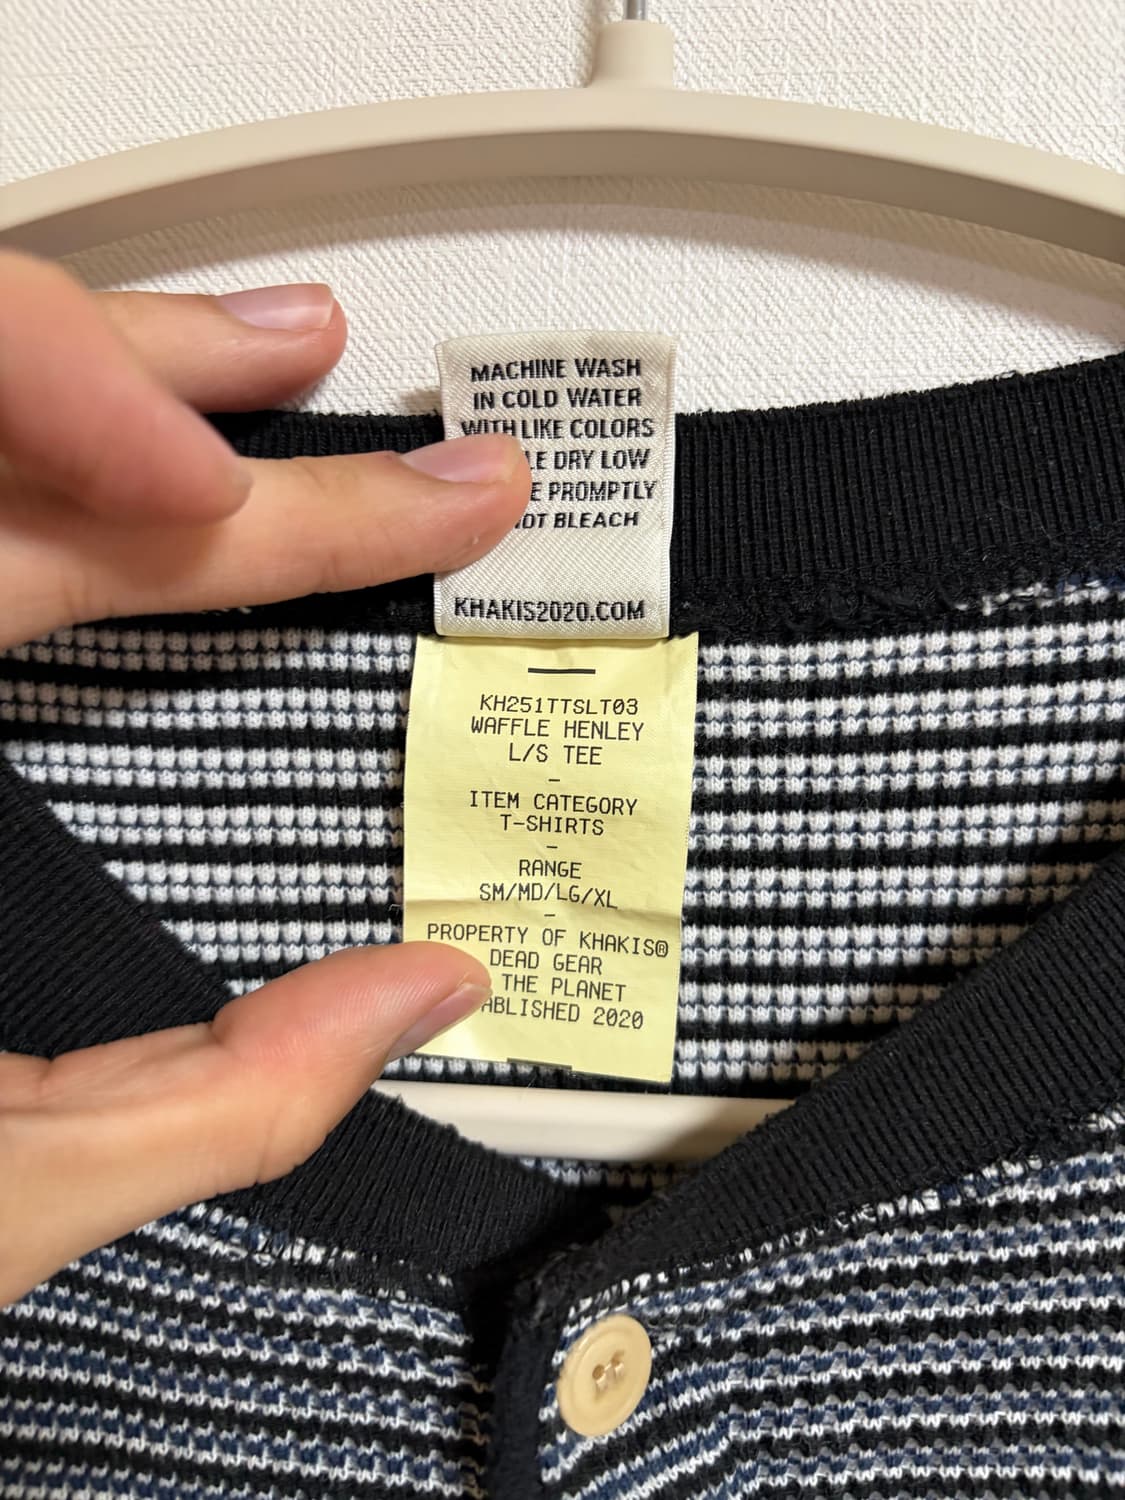 MACHINE WASH
IN COLD WATER
WITH LIKE COLORS
DRY LOW
PROMPTLY
BLEACH
KHAKIS2020.COM
KH251TTSLT03
WAFFLE HENLEY
L/S TEE
-
ITEM CATEGORY
T-SHIRTS
-
RANGE
SM/MD/LG/XL
-
PROPERTY OF KHAKIS®
DEAD GEAR
THE PLANET
2020